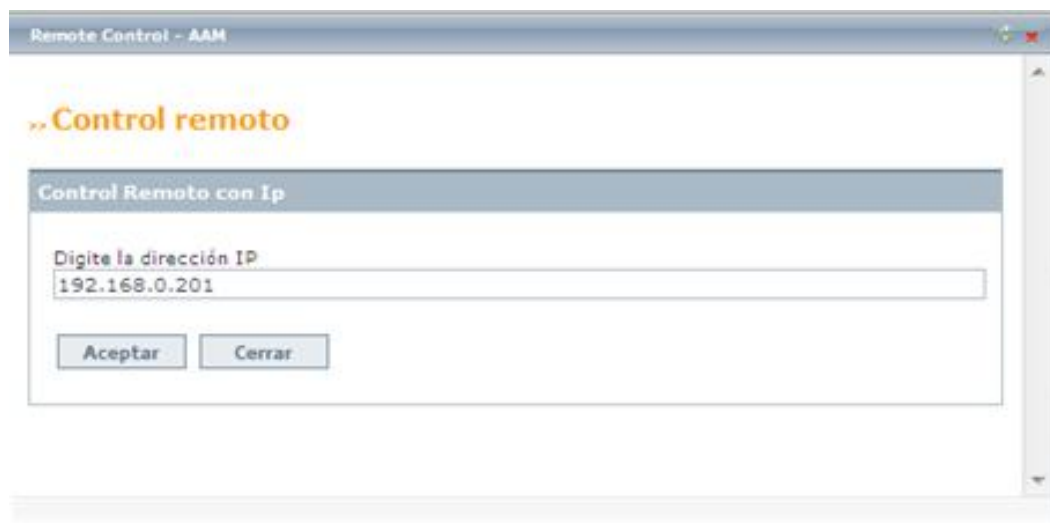 Remote Control - AAM
>> Control remoto
Control Remoto con Ip
Digite la dirección IP
192.168.0.201
Aceptar
Cerrar